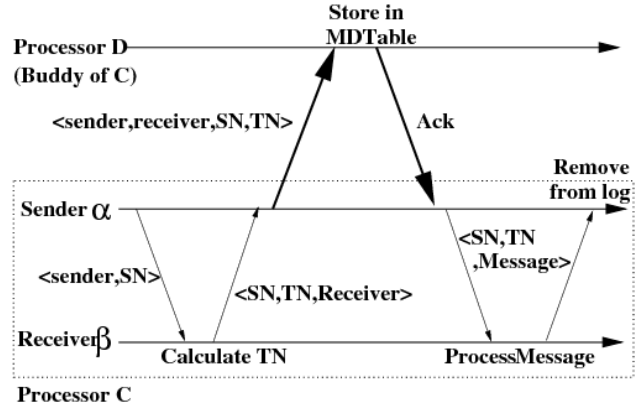 Store in
MDTable
Processor D
(Buddy of C)
<sender,receiver,SN,TN>
Ack
Remove
from log
Sender α
<SN,TN
,Message>
<sender,SN>
<SN,TN,Receiver>
Receiver β
Calculate TN
ProcessMessage
Processor C